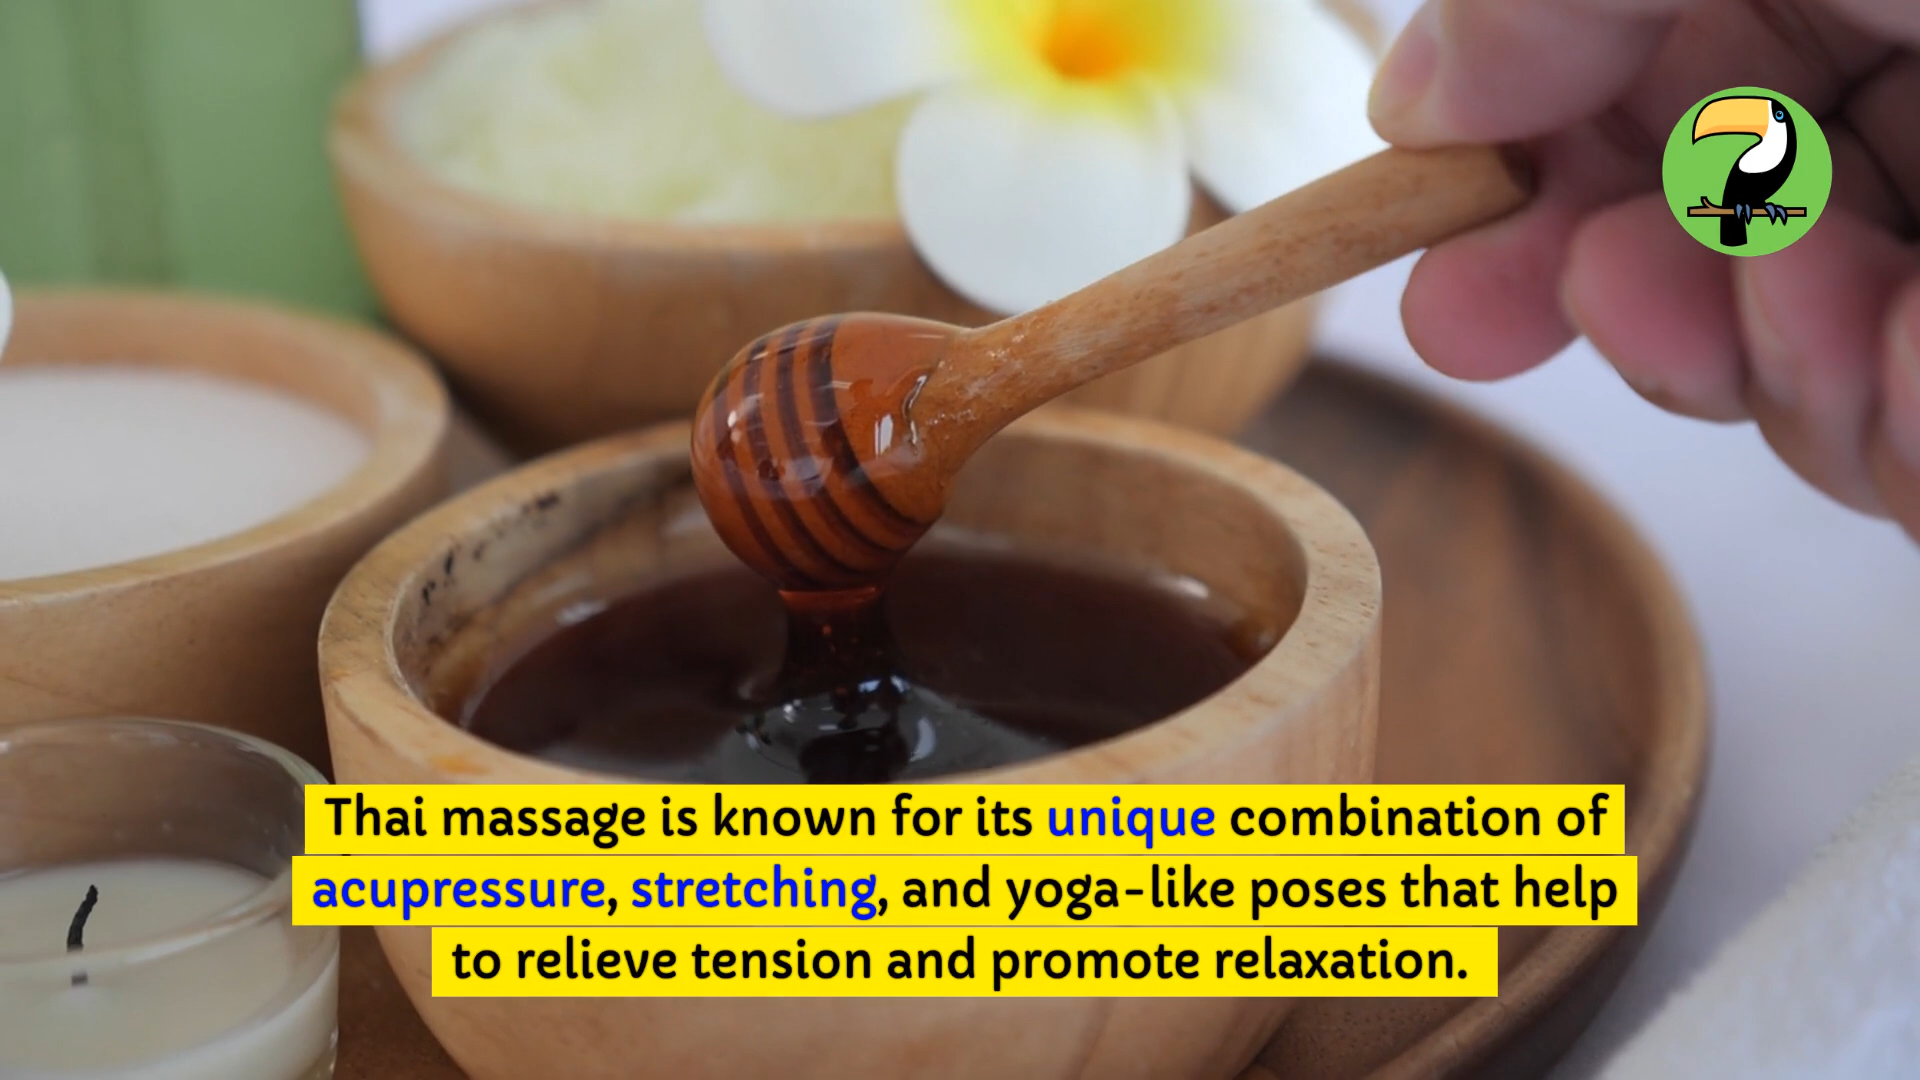 Thai massage is known for its unique combination of
acupressure, stretching, and yoga-like poses that help
to relieve tension and promote relaxation.